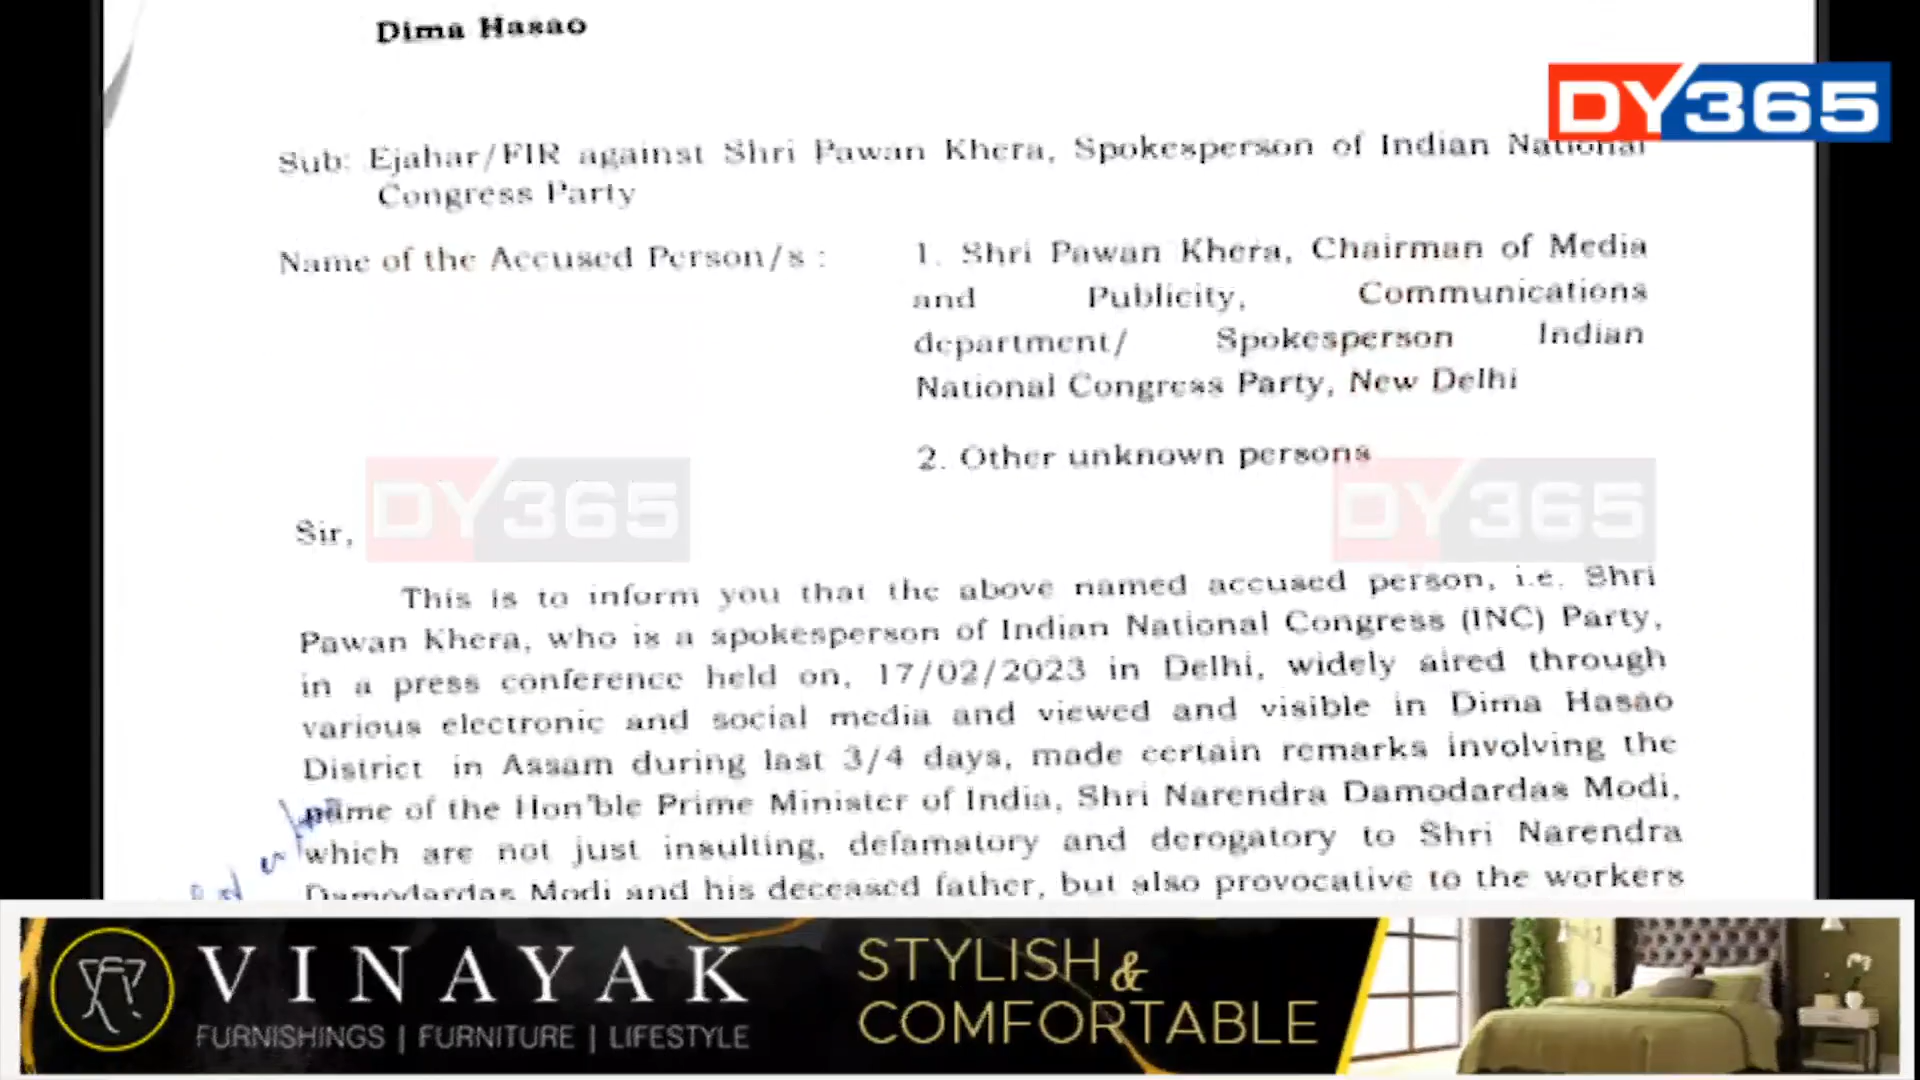 Dima Hasao
DY365
Sub: Ejahar/FIR against Shri Pawan Khera, Spokesperson of Indian National
Congress Party
Name of the Accused Person/s :
1. Shri Pawan Khera, Chairman of Media
and Publicity, Communications
department/ Spokesperson Indian
National Congress Party, New Delhi
2. Other unknown persons
DY365
DY365
Sir,
This is to inform you that the above named accused person, i.e. Shri
Pawan Khera, who is a spokesperson of Indian National Congress (INC) Party,
in a press conference held on, 17/02/2023 in Delhi, widely aired through
various electronic and social media and viewed and visible in Dima Hasao
District in Assam during last 3/4 days, made certain remarks involving the
name of the Hon'ble Prime Minister of India, Shri Narendra Damodardas Modi,
which are not just insulting, defamatory and derogatory to Shri Narendra
Damodardas Modi and his deceased father, but also provocative to the workers
VINAYAK
FURNISHINGS | FURNITURE | LIFESTYLE
STYLISH &
COMFORTABLE